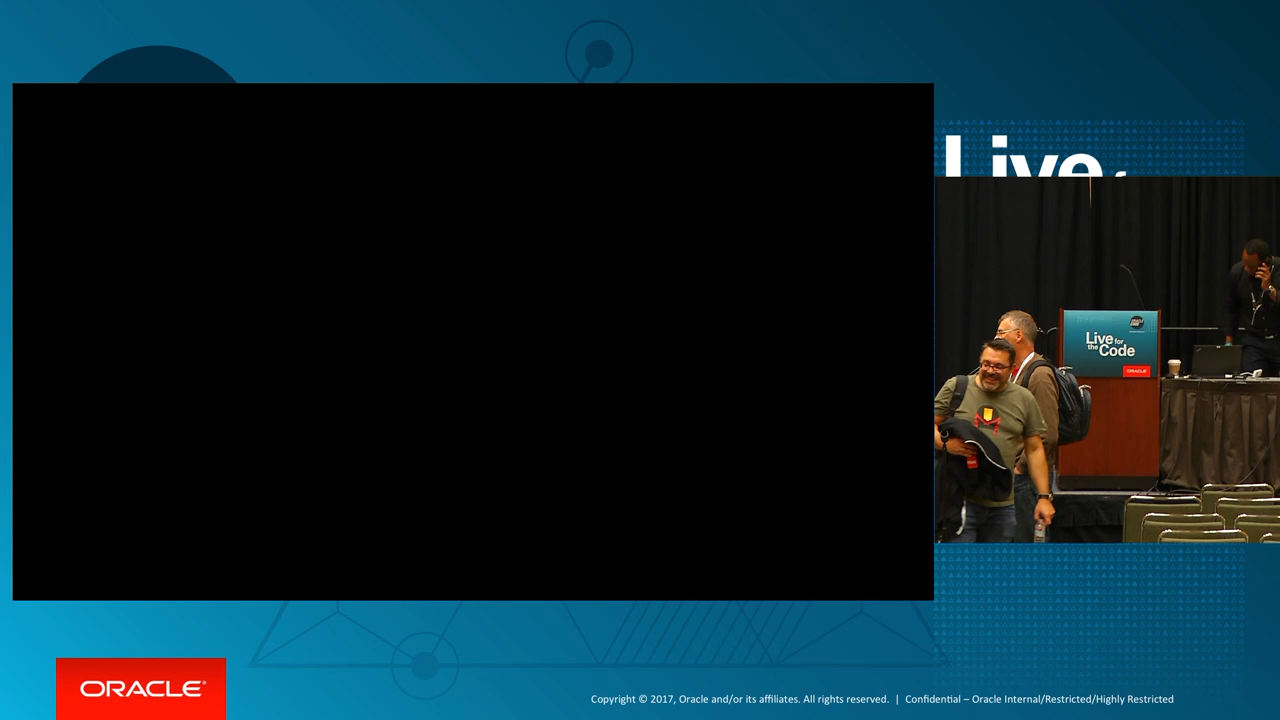 Live
Live for
the Code
ORACLE
ORACLE®
Copyright © 2017, Oracle and/or its affiliates. All rights reserved. | Confidential – Oracle Internal/Restricted/Highly Restricted